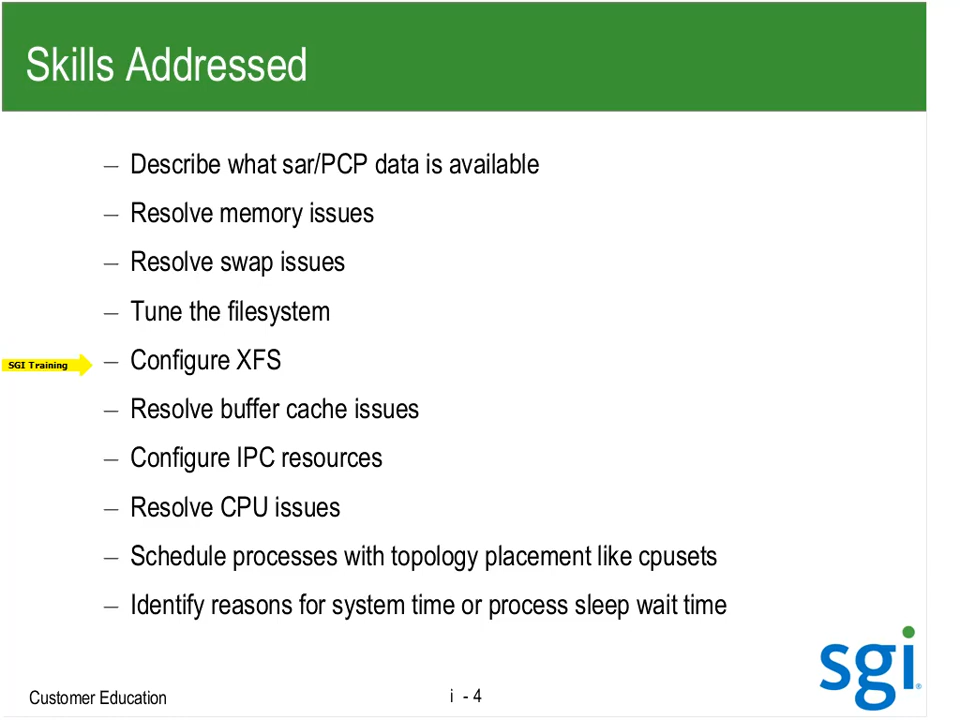 Skills Addressed
– Describe what sar/PCP data is available
– Resolve memory issues
– Resolve swap issues
– Tune the filesystem
SGI Training
– Configure XFS
– Resolve buffer cache issues
– Configure IPC resources
– Resolve CPU issues
– Schedule processes with topology placement like cpusets
– Identify reasons for system time or process sleep wait time
sgi®
Customer Education
i - 4